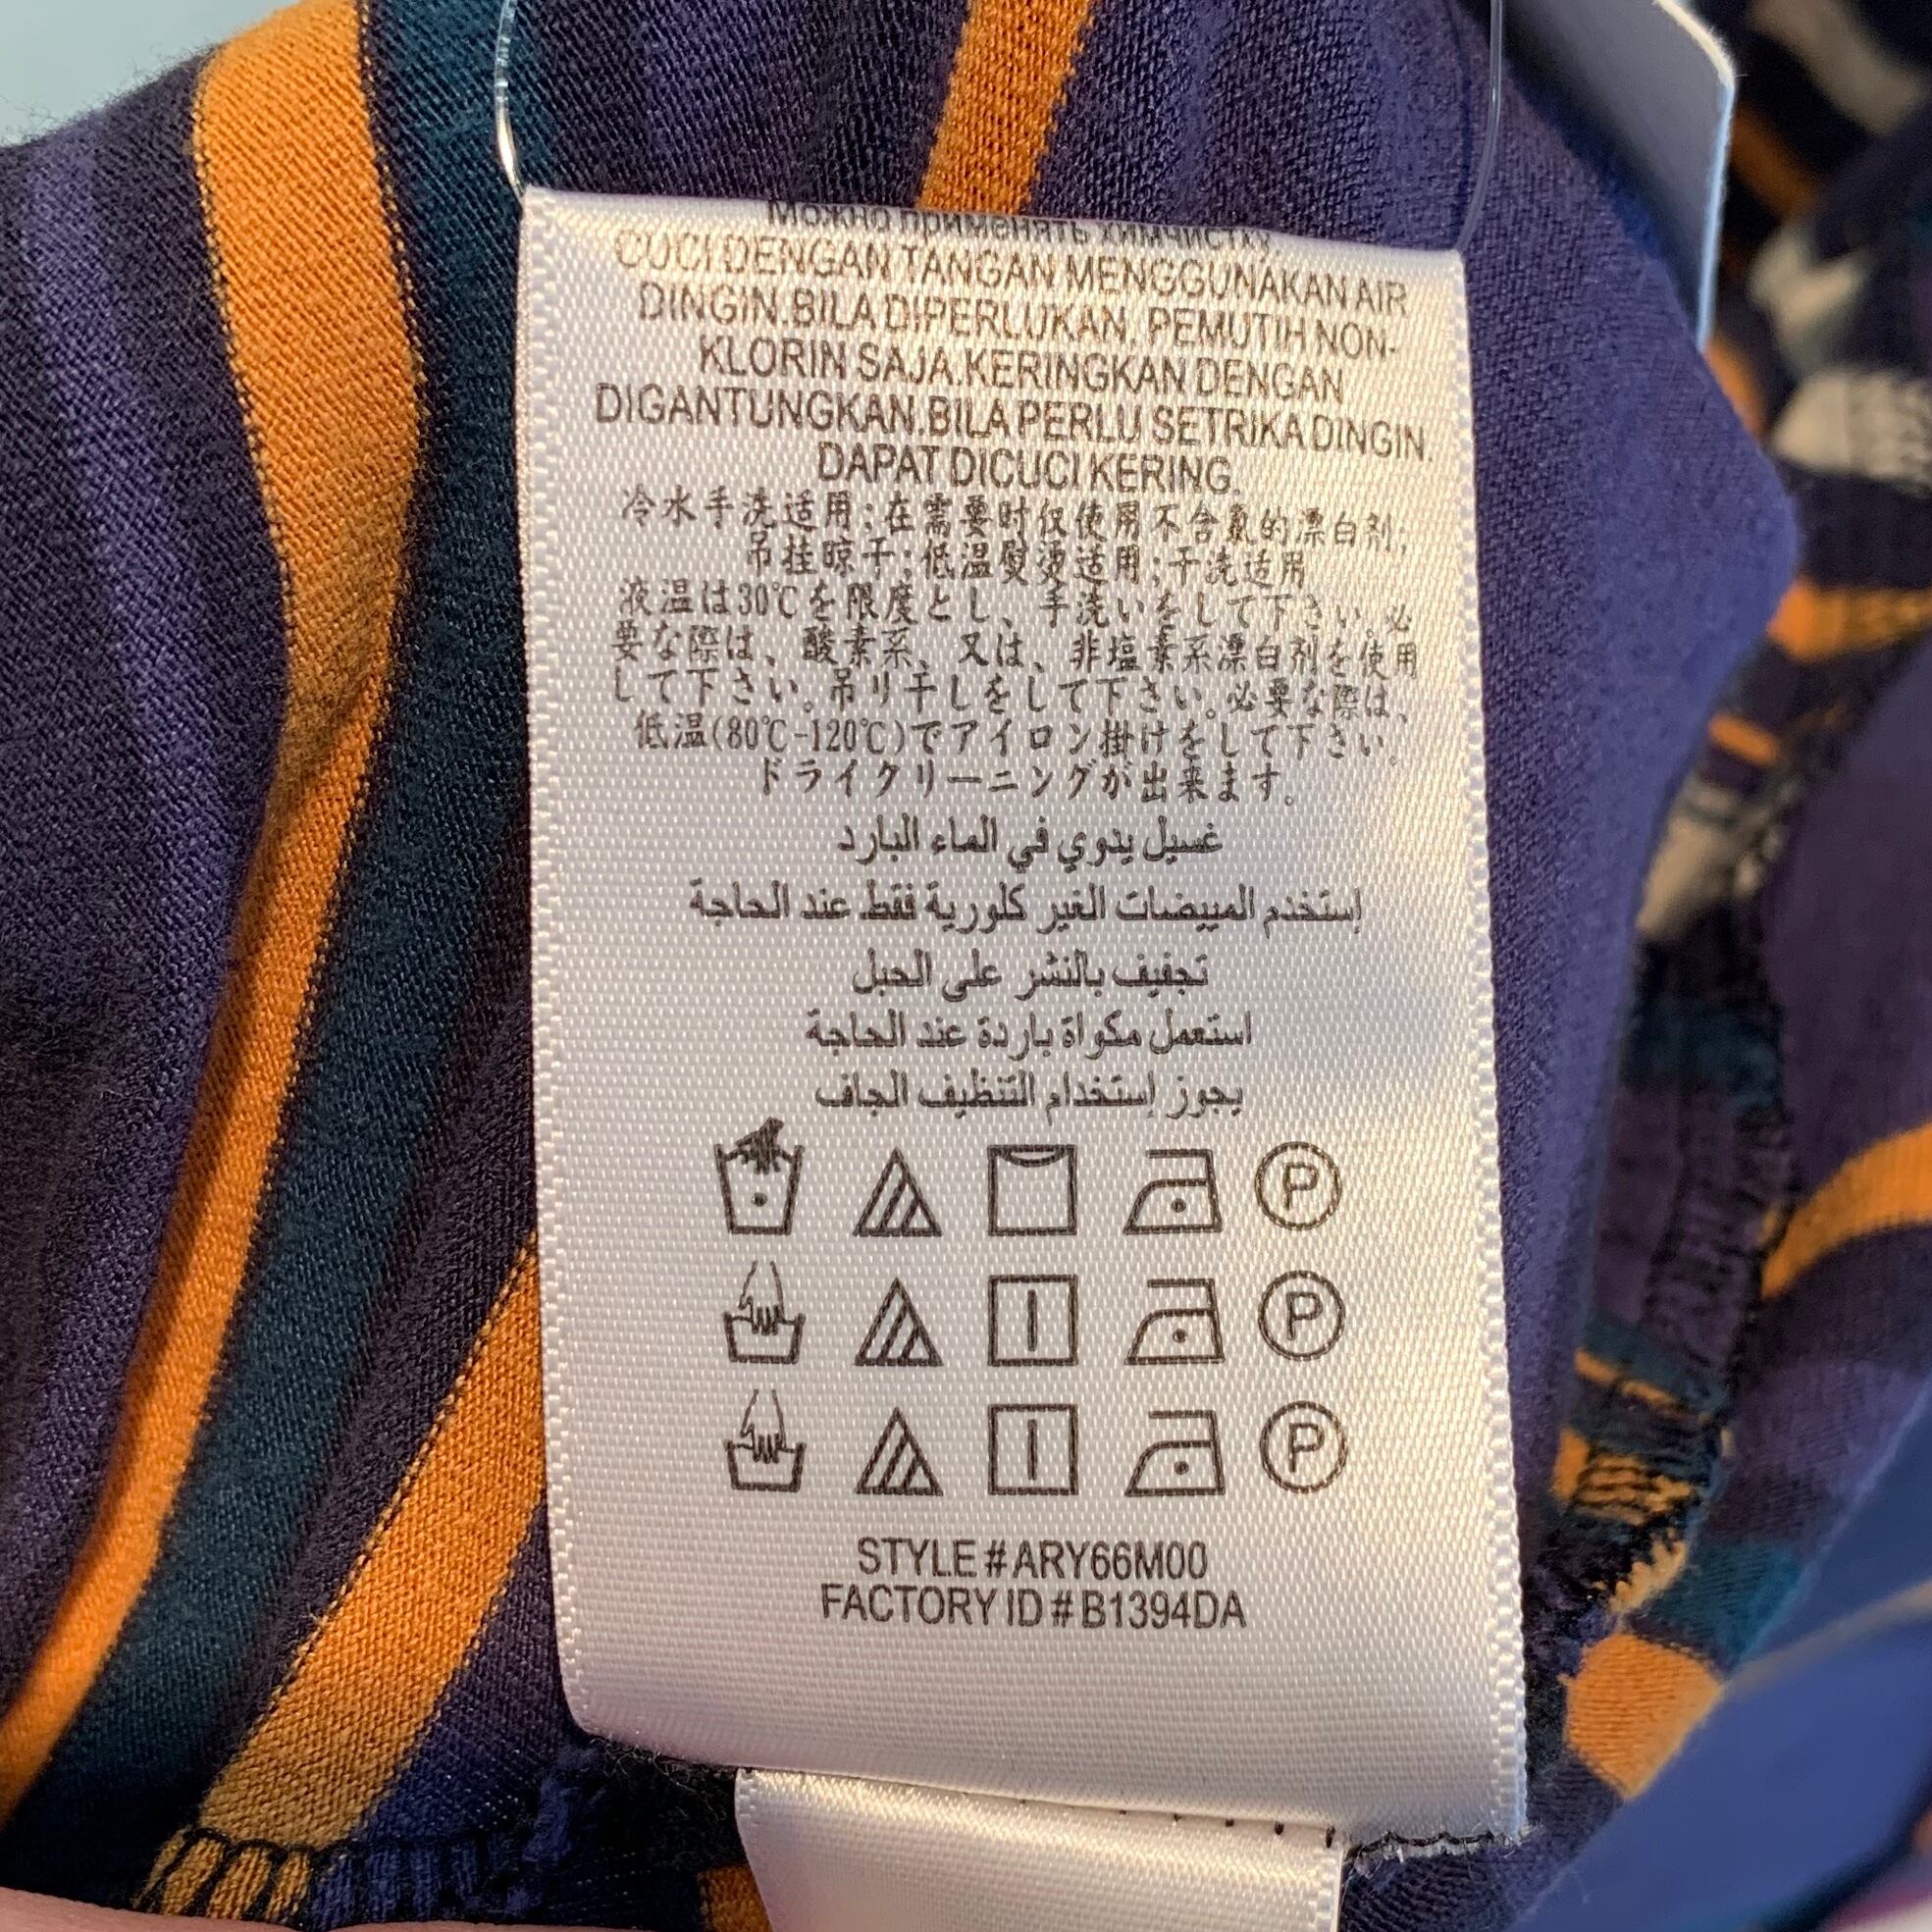 Можно применять химчистку.
CUCI DENGAN TANGAN MENGGUNAKAN AIR
DINGIN.BILA DIPERLUKAN, PEMUTIH NON-
KLORIN SAJA.KERINGKAN DENGAN
DIGANTUNGKAN.BILA PERLU SETRIKA DINGIN.
DAPAT DICUCI KERING.
冷水手洗适用;在需要时仅使用不含氯的漂白剂;
吊挂晾干;低温熨烫适用;干洗适用
液温は30℃を限度とし、手洗いをして下さい。必
要な際は、酸素系、又は、非塩素系漂白剤を使用
して下さい。吊り干しをして下さい。必要な際は、
低温(80℃-120℃)でアイロン掛けをして下さい。
ドライクリーニングが出来ます。
غسيل يدوي في الماء البارد
إستخدم المبيضات الغير كلورية فقط عند الحاجة
تجفيف بالنشر على الحبل
استعمل مكواة باردة عند الحاجة
يجوز إستخدام التنظيف الجاف
P
P
P
STYLE # ARY66M00
FACTORY ID # B1394DA